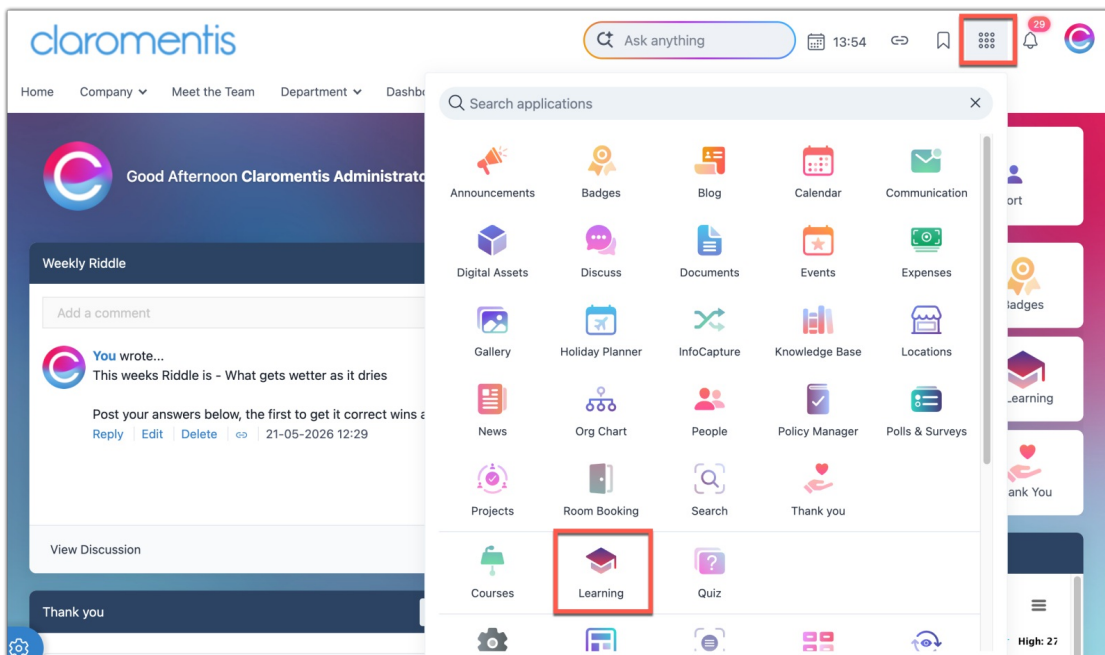 claromentis
Ask anything
13:54
29
Home Company Meet the Team Department
Search applications
Good Afternoon Claromentis
Announcements Badges Blog Calendar Communication
Digital Assets Discuss Documents Events Expenses
Gallery Holiday Planner InfoCapture Knowledge Base Locations
News Org Chart People Policy Manager Polls & Surveys
Projects Room Booking Search Thank you
Courses Learning Quiz
Weekly Riddle
Add a comment
You wrote...
This weeks Riddle is - What gets wetter as it dries
Post your answers below, the first to get it correct wins
Reply Edit Delete 21-05-2026 12:29
View Discussion
Thank you
Badges
Learning
You
High: 27